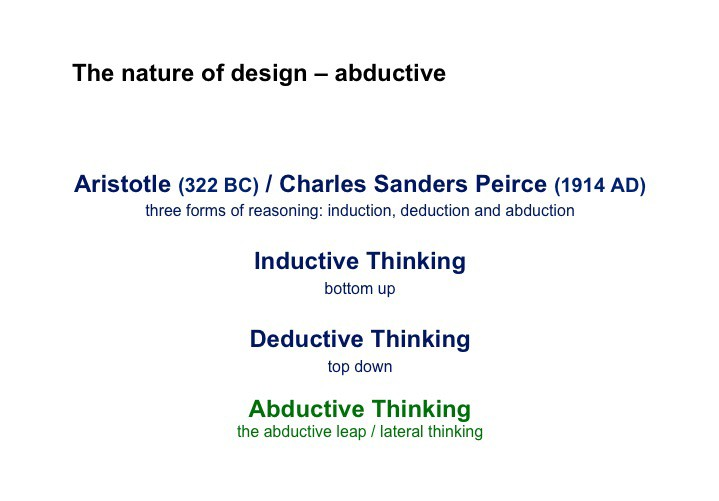 The nature of design – abductive
Aristotle (322 BC) / Charles Sanders Peirce (1914 AD)
three forms of reasoning: induction, deduction and abduction
Inductive Thinking
bottom up
Deductive Thinking
top down
Abductive Thinking
the abductive leap / lateral thinking